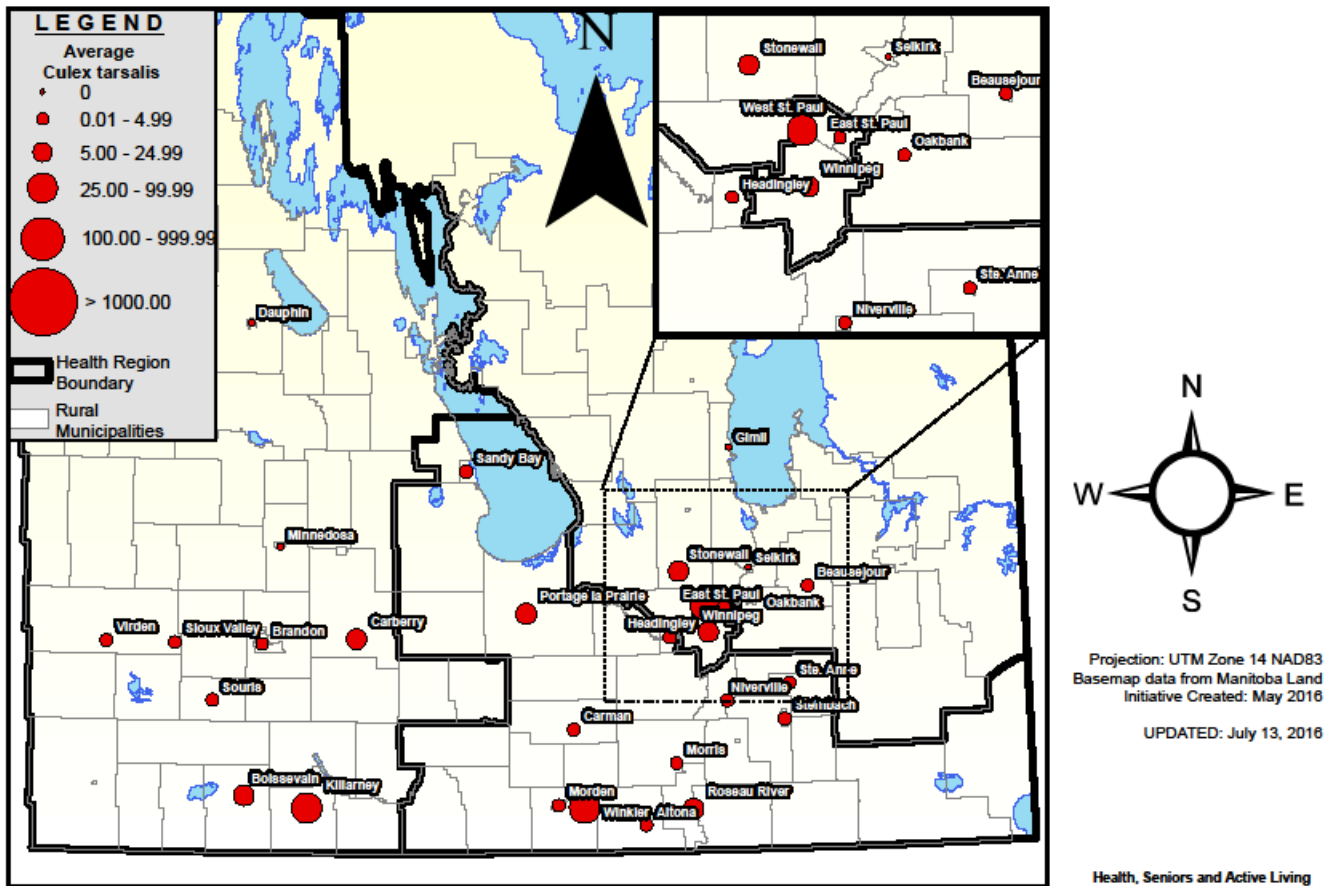 LEGEND
Average
Culex tarsalis
0
0.01 - 4.99
5.00 - 24.99
25.00 - 99.99
100.00 - 999.99
> 1000.00
Health Region
Boundary
Rural
Municipalities
N
Stonewall
Selkirk
Beausejour
West St. Paul
East St. Paul
Oakbank
Winnipeg
Headingley
Ste. Anne
Niverville
Dauphin
Gimli
Sandy Bay
Minnedosa
Stonewall
Selkirk
Beausejour
Portage la Prairie
East St. Paul
Oakbank
Carberry
Winnipeg
Headingley
Virden
Sioux Valley
Brandon
Ste. Anne
Souris
Niverville
Steinbach
Carman
Morris
Boissevain
Killarney
Morden
Roseau River
Winkler
Altona
N
W
E
S
Projection: UTM Zone 14 NAD83
Basemap data from Manitoba Land
Initiative Created: May 2016
UPDATED: July 13, 2016
Health, Seniors and Active Living